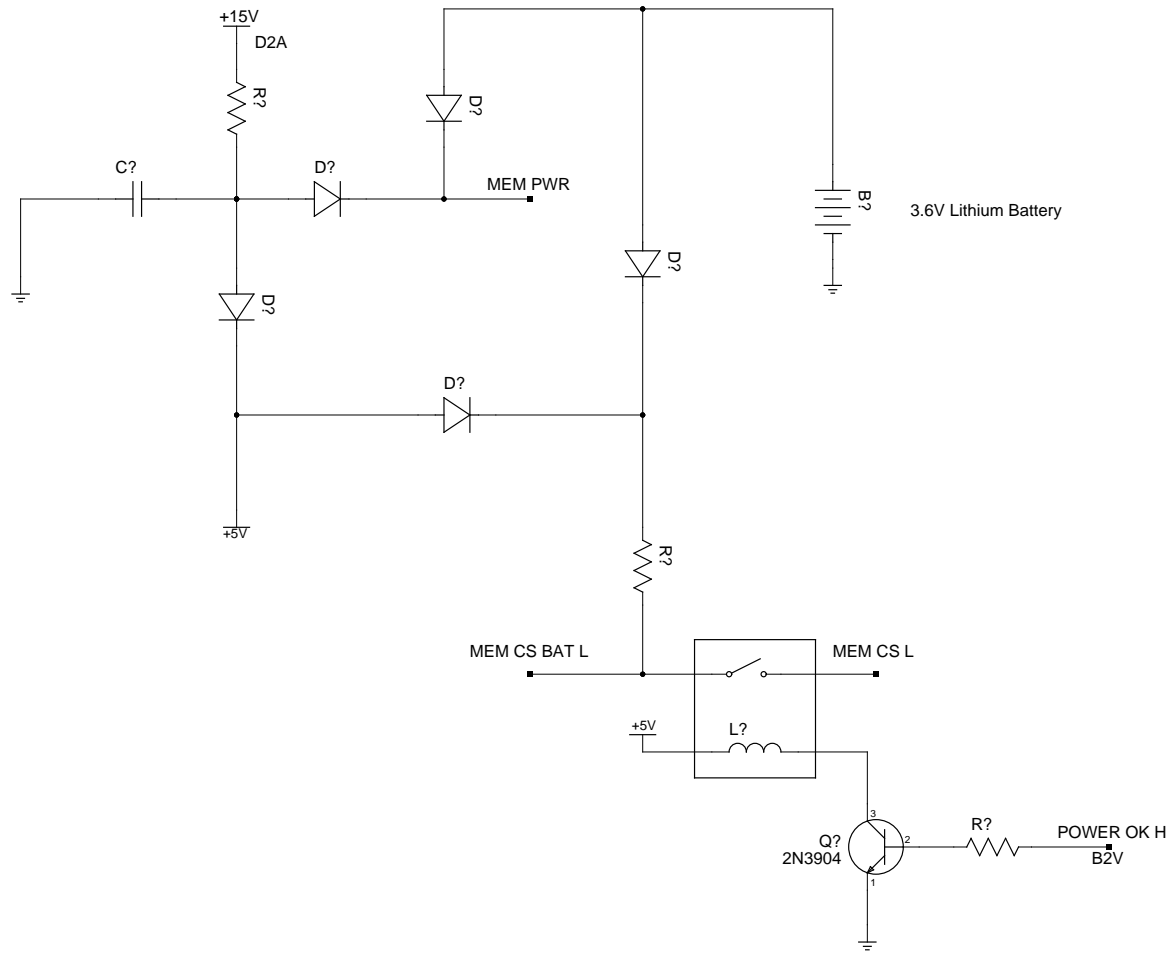 +15V
D2A
R?
D?
C?
D?
MEM PWR
B?
3.6V Lithium Battery
D?
D?
D?
+5V
R?
MEM CS BAT L
MEM CS L
+5V
L?
3
Q?
2N3904
2
R?
POWER OK H
B2V
1